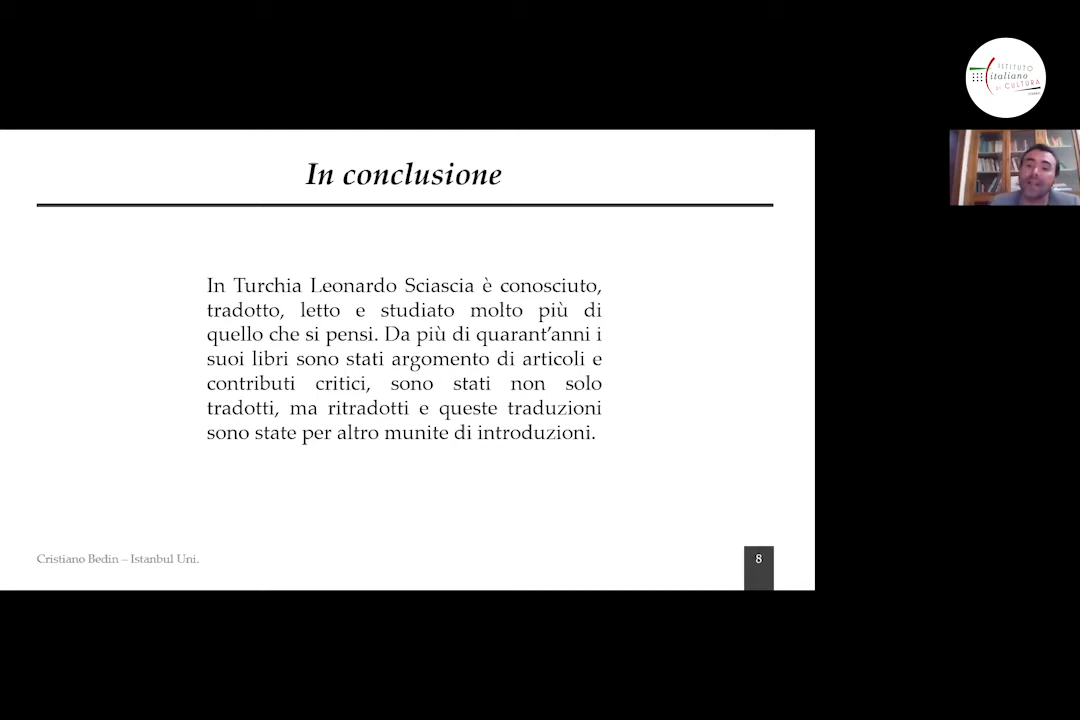 ISTITUTO
italiano
DI CULTURA
In conclusione
In Turchia Leonardo Sciascia è conosciuto,
tradotto, letto e studiato molto più di
quello che si pensi. Da più di quarant’anni i
suoi libri sono stati argomento di articoli e
contributi critici, sono stati non solo
tradotti, ma ritradotti e queste traduzioni
sono state per altro munite di introduzioni.
Cristiano Bedin – Istanbul Uni.
8